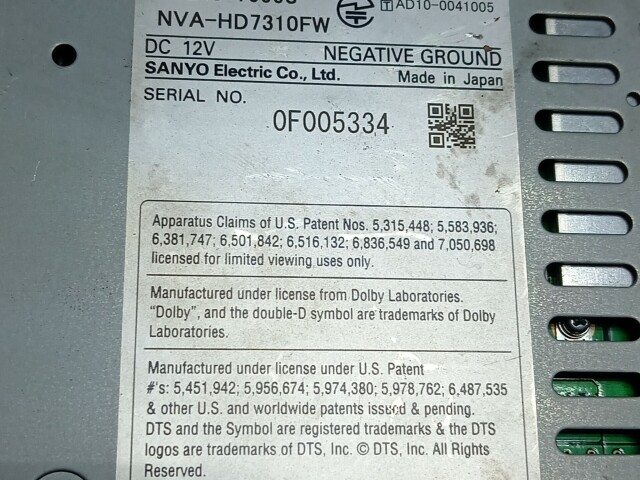 T AD10-0041005
NVA-HD7310FW
DC 12V NEGATIVE GROUND
SANYO Electric Co., Ltd. Made in Japan
SERIAL NO.
0F005334
Apparatus Claims of U.S. Patent Nos. 5,315,448; 5,583,936;
6,381,747; 6,501,842; 6,516,132; 6,836,549 and 7,050,698
licensed for limited viewing uses only.
Manufactured under license from Dolby Laboratories.
"Dolby", and the double-D symbol are trademarks of Dolby
Laboratories.
Manufactured under license under U.S. Patent
#'s: 5,451,942; 5,956,674; 5,974,380; 5,978,762; 6,487,535
& other U.S. and worldwide patents issued & pending.
DTS and the Symbol are registered trademarks & the DTS
logos are trademarks of DTS, Inc. © DTS, Inc. All Rights
Reserved.